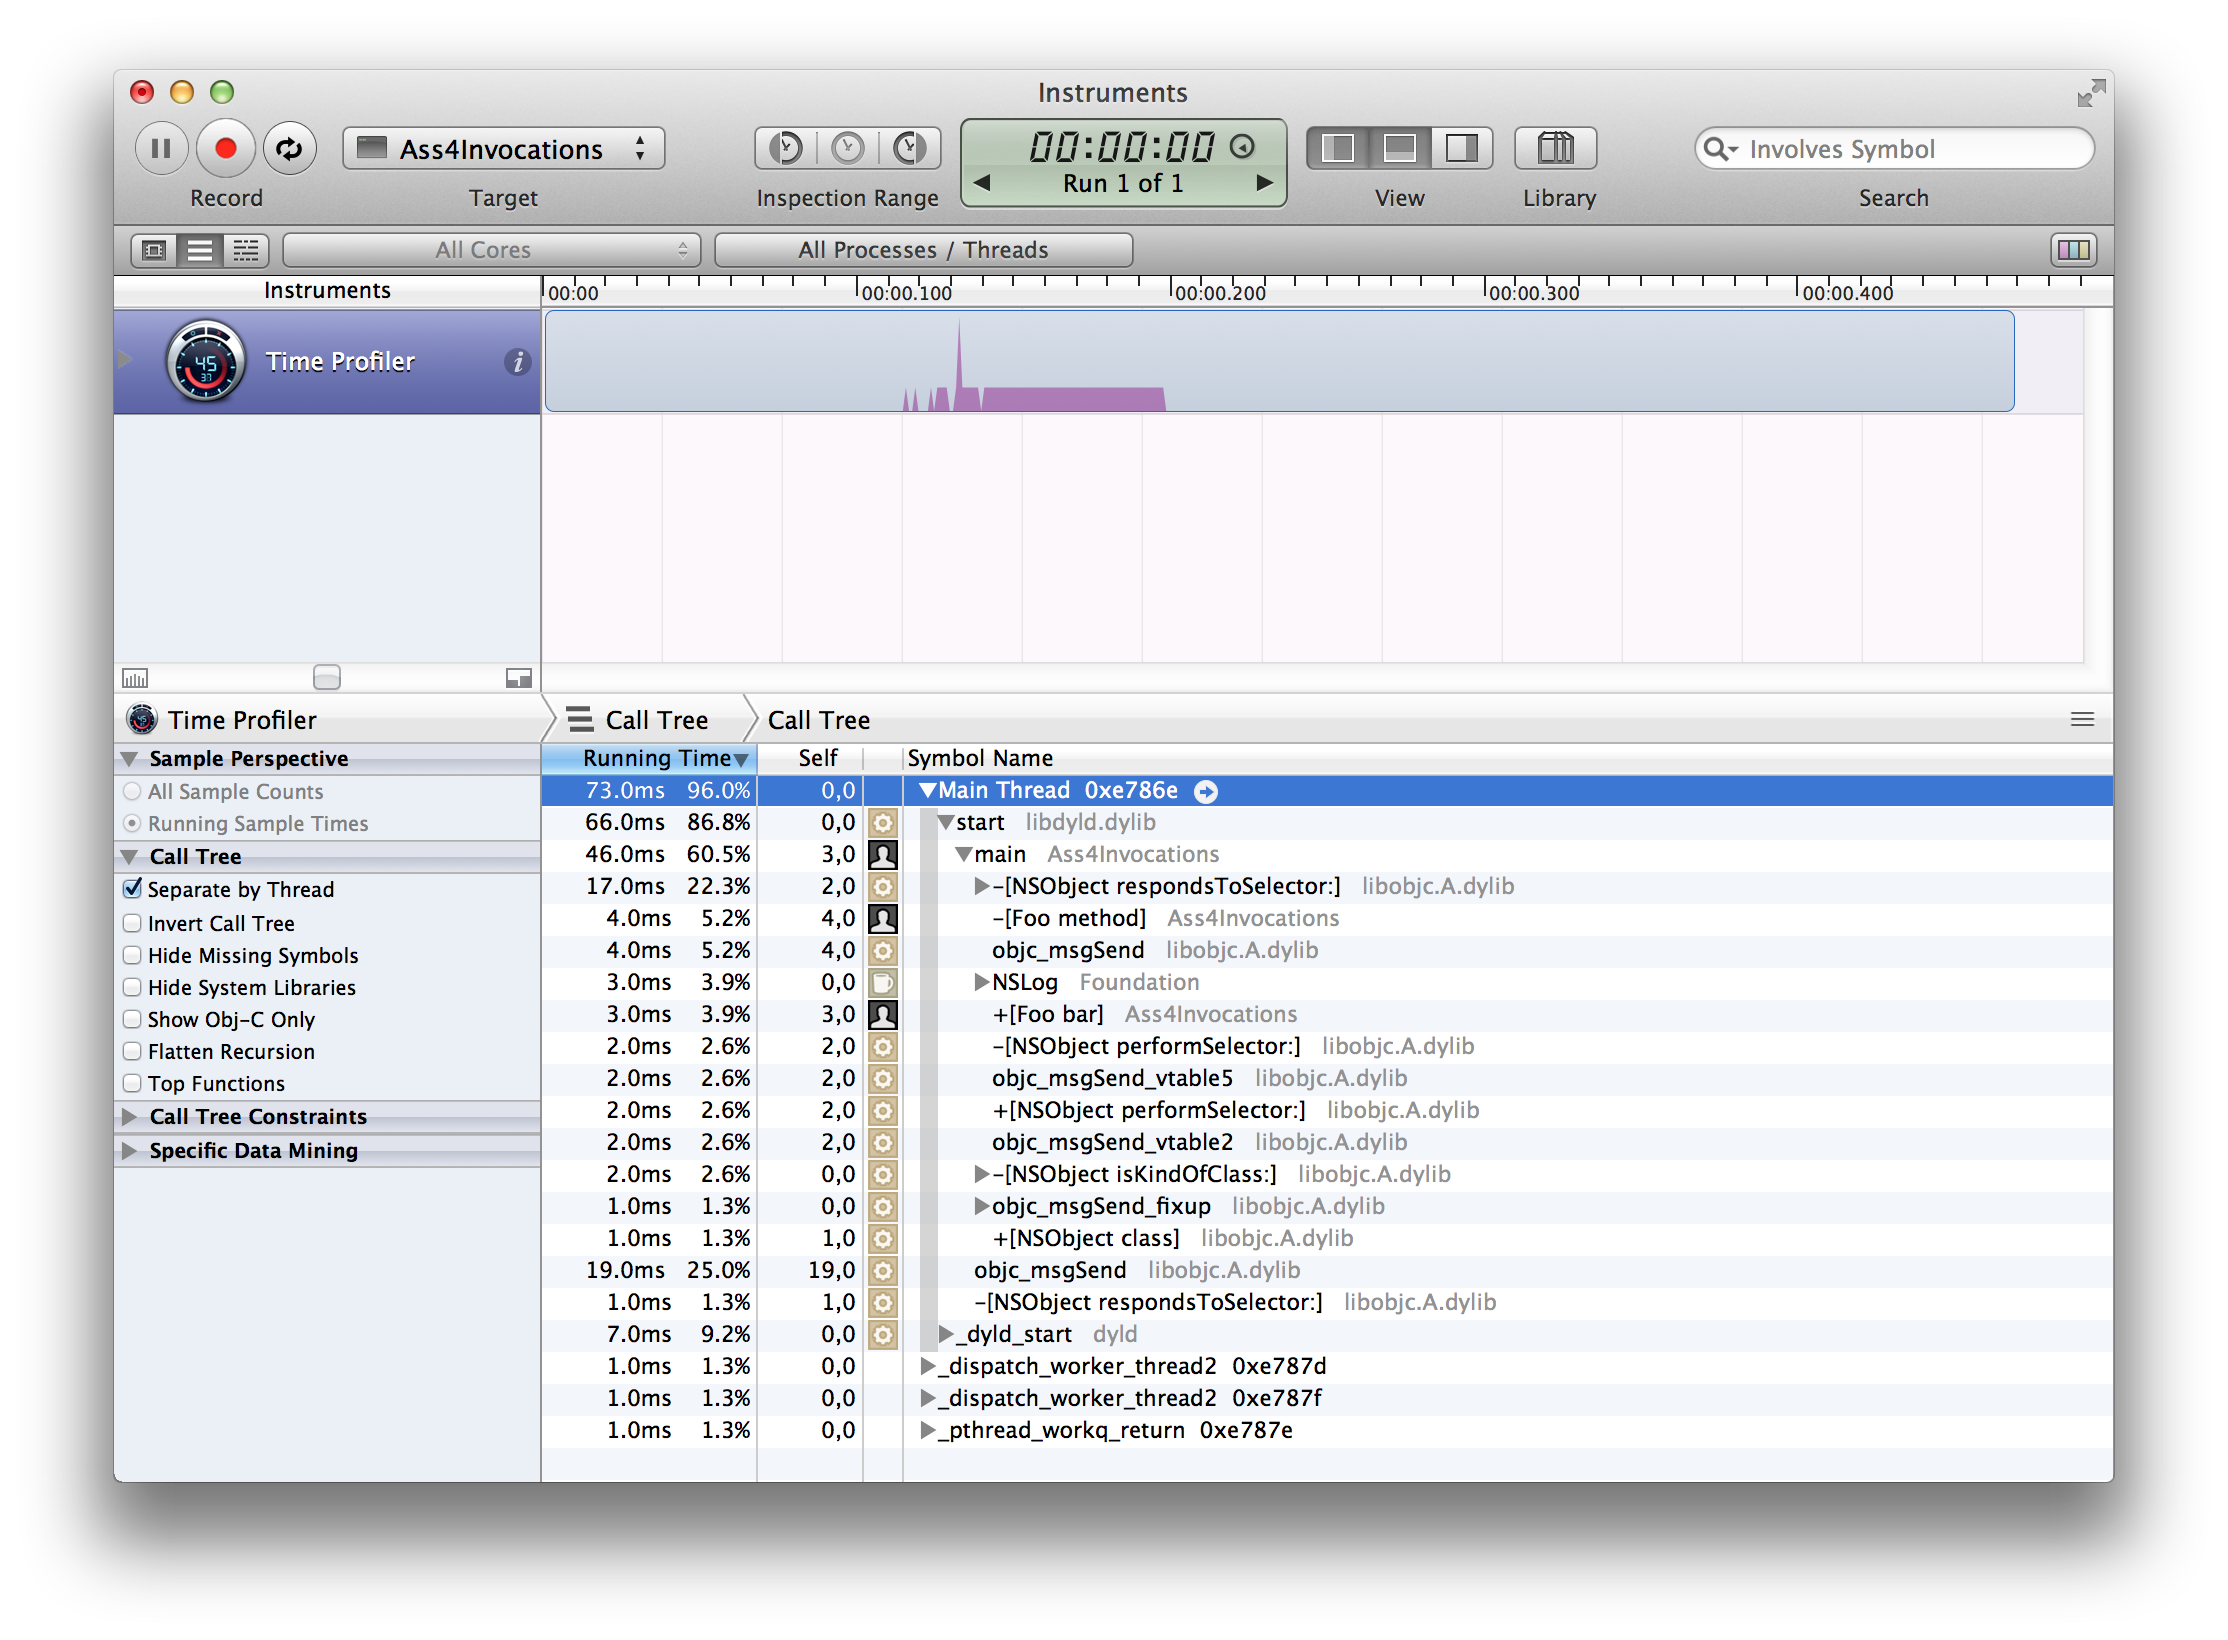 Instruments
Ass4Invocations
00:00:00
Run 1 of 1
Involves Symbol
Record
Target
Inspection Range
View
Library
Search
All Cores
All Processes / Threads
Instruments
00:00
00:00.100
00:00.200
00:00.300
00:00.400
45
37
Time Profiler
Time Profiler
Call Tree
Call Tree
Sample Perspective
All Sample Counts
Running Sample Times
Call Tree
Separate by Thread
Invert Call Tree
Hide Missing Symbols
Hide System Libraries
Show Obj-C Only
Flatten Recursion
Top Functions
Call Tree Constraints
Specific Data Mining
Running Time Self Symbol Name
73.0ms 96.0% 0,0 Main Thread 0xe786e
66.0ms 86.8% 0,0 start libdyld.dylib
46.0ms 60.5% 3,0 main Ass4Invocations
17.0ms 22.3% 2,0 -[NSObject respondsToSelector:] libobjc.A.dylib
4.0ms 5.2% 4,0 -[Foo method] Ass4Invocations
4.0ms 5.2% 4,0 objc_msgSend libobjc.A.dylib
3.0ms 3.9% 0,0 NSLog Foundation
3.0ms 3.9% 3,0 +[Foo bar] Ass4Invocations
2.0ms 2.6% 2,0 -[NSObject performSelector:] libobjc.A.dylib
2.0ms 2.6% 2,0 objc_msgSend_vtable5 libobjc.A.dylib
2.0ms 2.6% 2,0 +[NSObject performSelector:] libobjc.A.dylib
2.0ms 2.6% 2,0 objc_msgSend_vtable2 libobjc.A.dylib
2.0ms 2.6% 0,0 -[NSObject isKindOfClass:] libobjc.A.dylib
1.0ms 1.3% 0,0 objc_msgSend_fixup libobjc.A.dylib
1.0ms 1.3% 1,0 +[NSObject class] libobjc.A.dylib
19.0ms 25.0% 19,0 objc_msgSend libobjc.A.dylib
1.0ms 1.3% 1,0 -[NSObject respondsToSelector:] libobjc.A.dylib
7.0ms 9.2% 0,0 _dyld_start dyld
1.0ms 1.3% 0,0 _dispatch_worker_thread2 0xe787d
1.0ms 1.3% 0,0 _dispatch_worker_thread2 0xe787f
1.0ms 1.3% 0,0 _pthread_workq_return 0xe787e